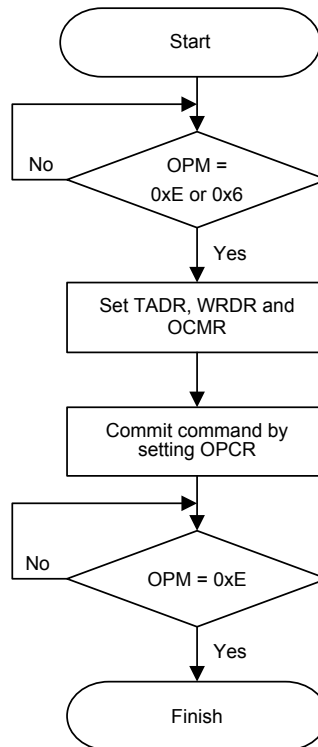 Start
No
OPM =
0xE or 0x6
Yes
Set TADR, WRDR and
OCMR
Commit command by
setting OPCR
No
OPM = 0xE
Yes
Finish